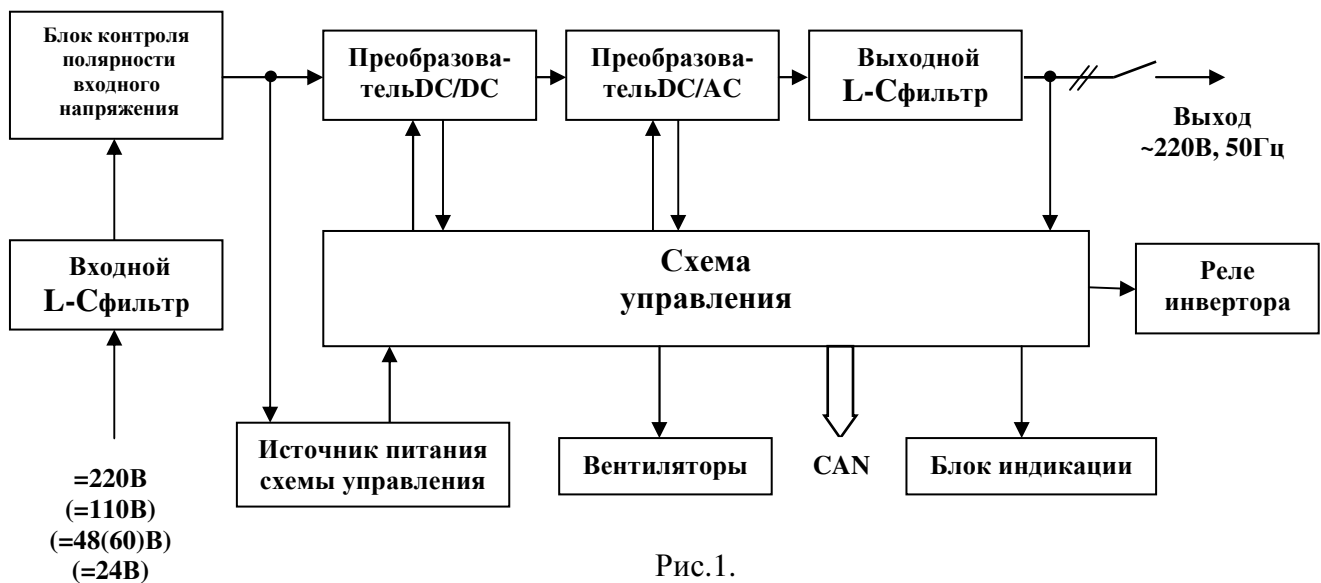 Блок контроля
полярности
входного
напряжения
Преобразова-
тельDC/DC
Преобразова-
тельDC/AC
Выходной
L-Cфильтр
Выход
~220В, 50Гц
Входной
L-Cфильтр
Схема
управления
Реле
инвертора
Источник питания
схемы управления
Вентиляторы
CAN
Блок индикации
=220В
(=110В)
(=48(60)В)
(=24В)
Рис.1.